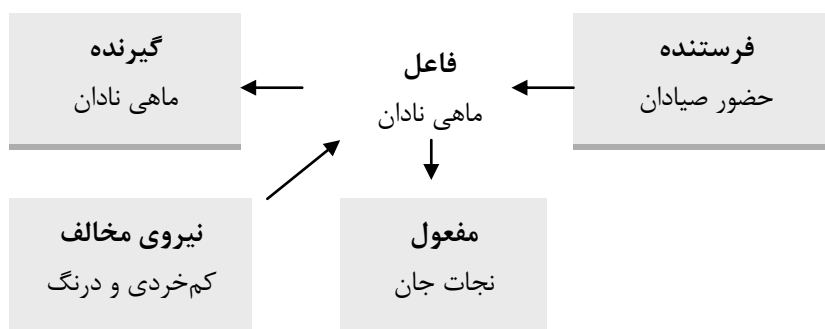 فرستنده
حضور صیادان
فاعل
ماهی نادان
گیرنده
ماهی نادان
مفعول
نجات جان
نیروی مخالف
کم‌خردی و درنگ